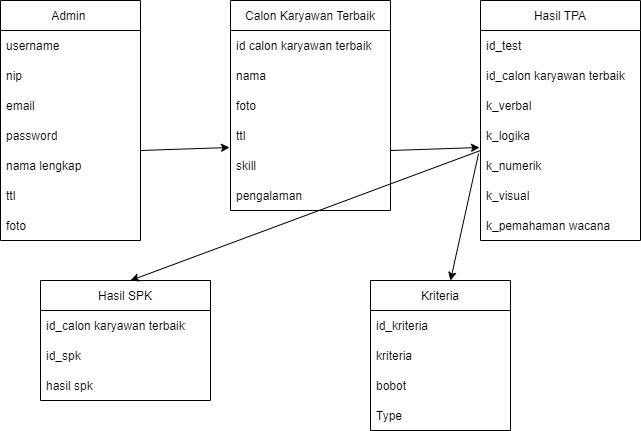 Admin
username
nip
email
password
nama lengkap
ttl
foto
Calon Karyawan Terbaik
id calon karyawan terbaik
nama
foto
ttl
skill
pengalaman
Hasil TPA
id_test
id_calon karyawan terbaik
k_verbal
k_logika
k_numerik
k_visual
k_pemahaman wacana
Hasil SPK
id_calon karyawan terbaik
id_spk
hasil spk
Kriteria
id_kriteria
kriteria
bobot
Type